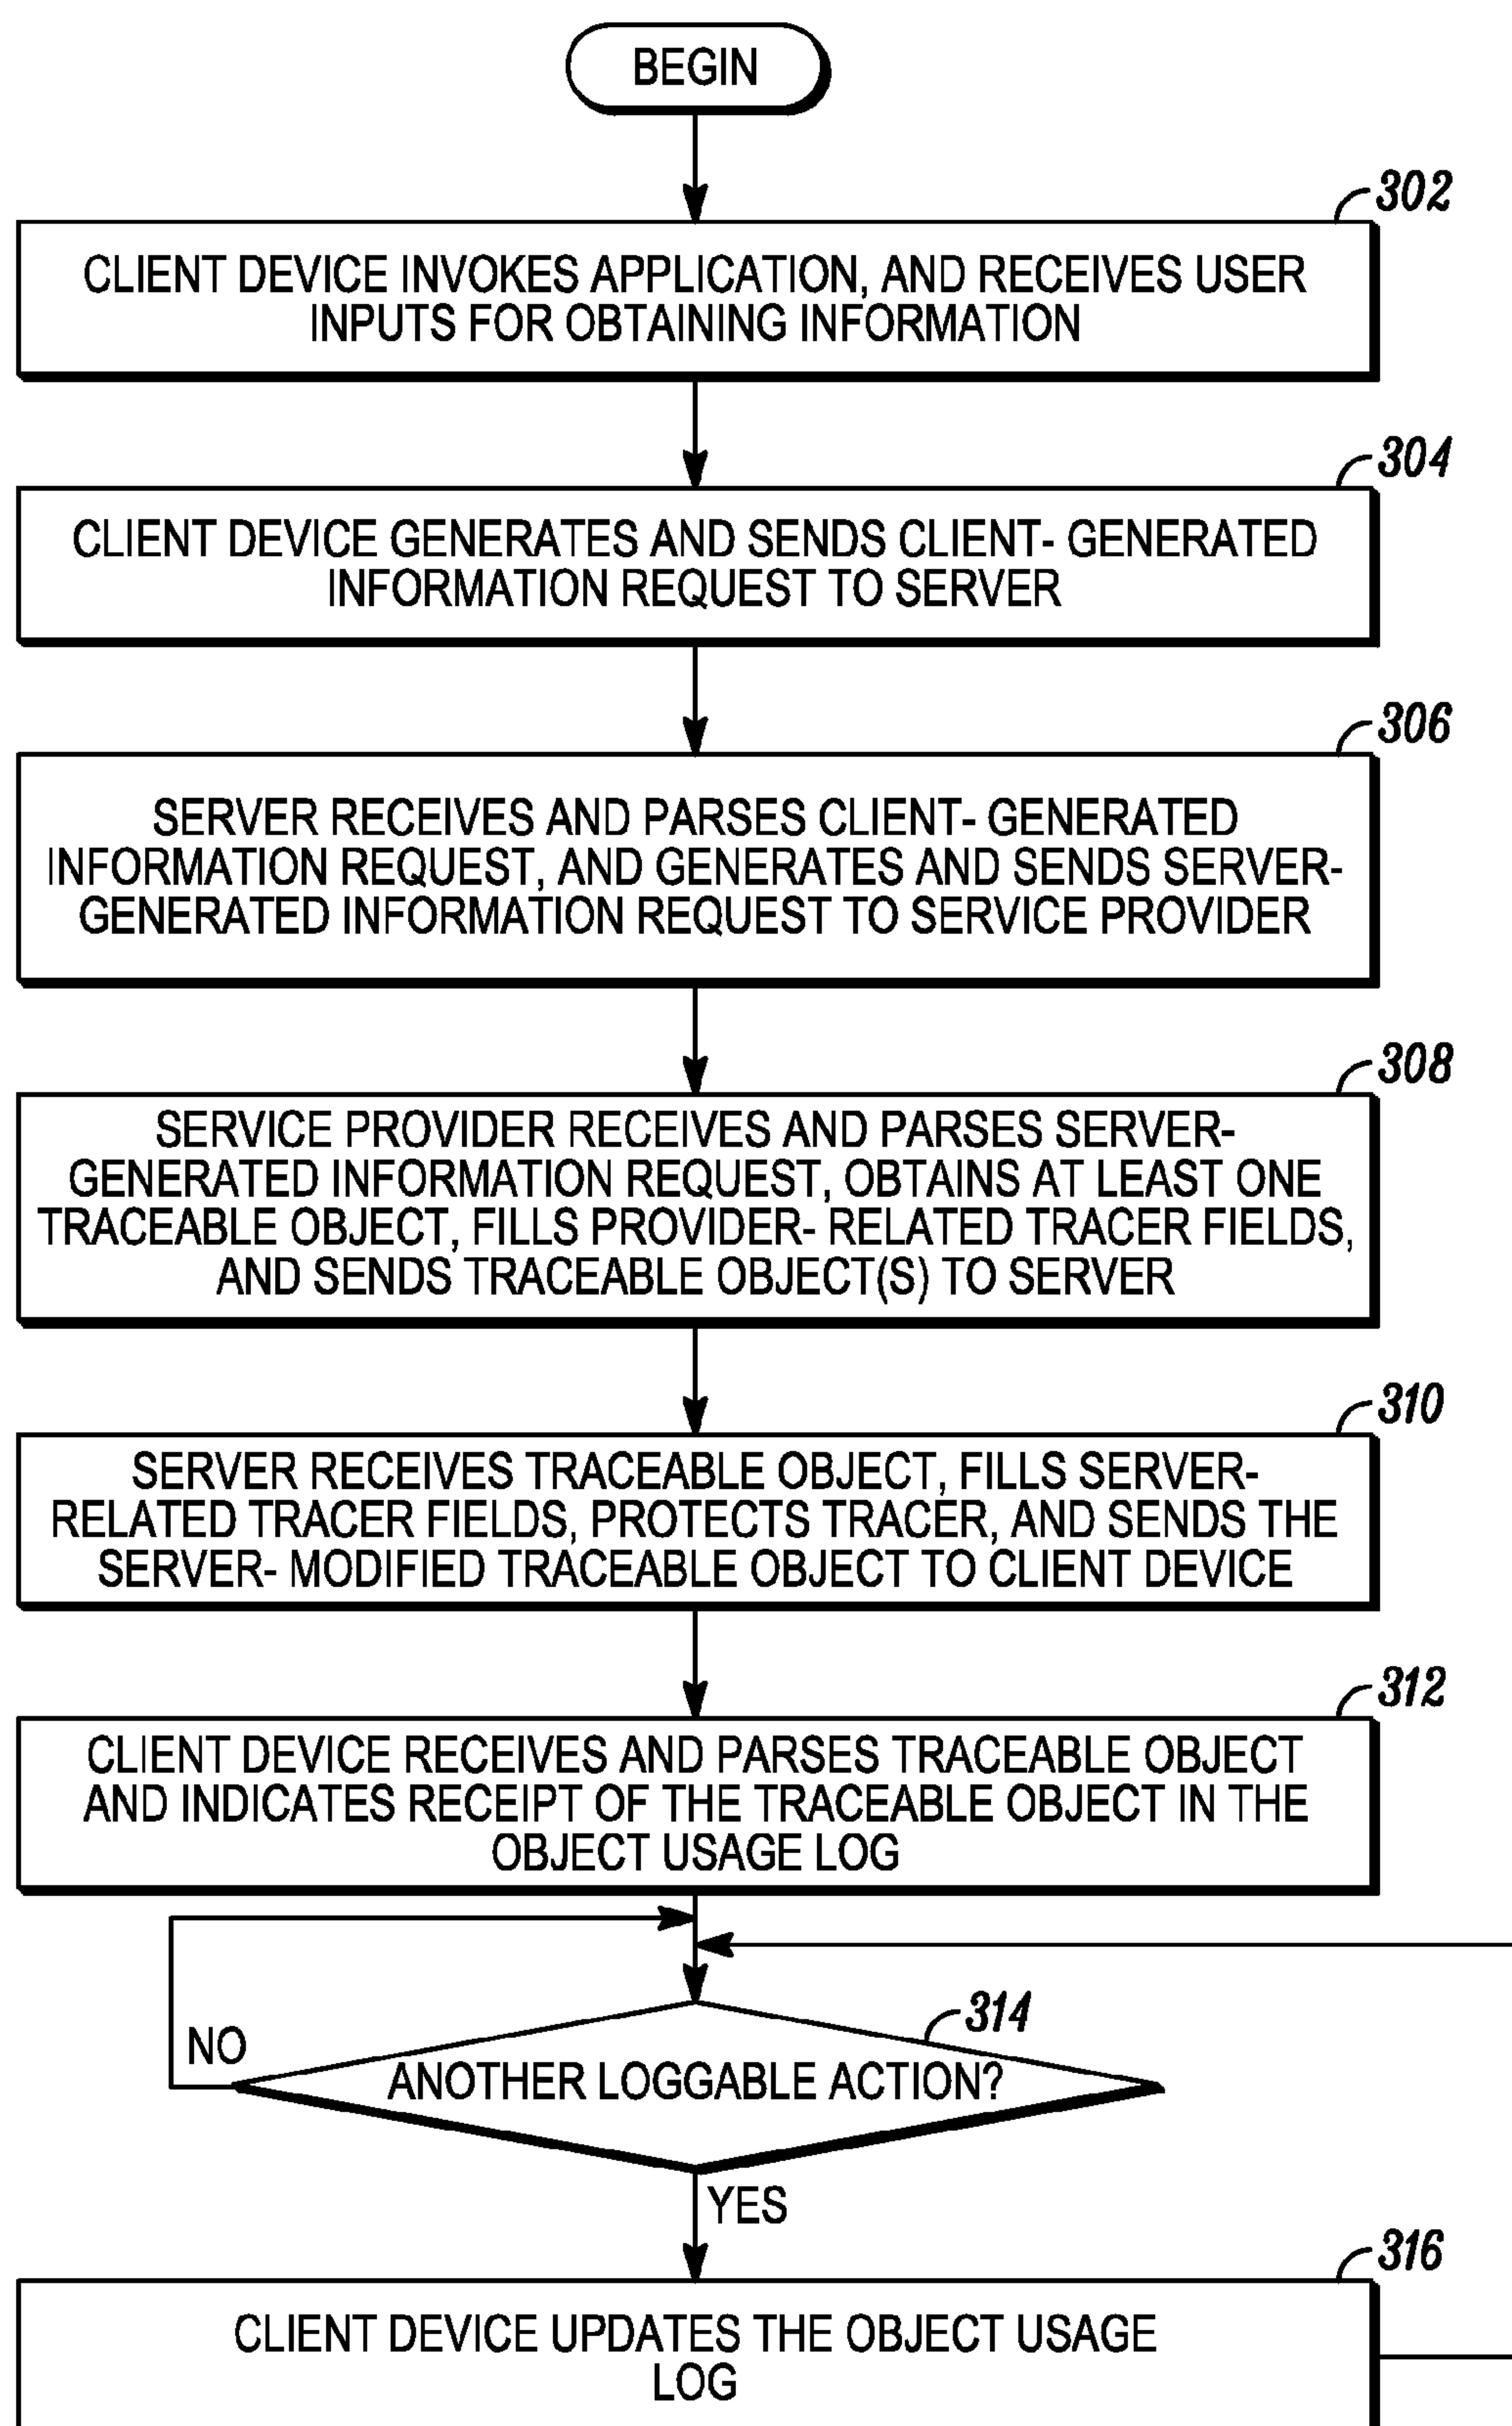 BEGIN
302
CLIENT DEVICE INVOKES APPLICATION, AND RECEIVES USER
INPUTS FOR OBTAINING INFORMATION
304
CLIENT DEVICE GENERATES AND SENDS CLIENT- GENERATED
INFORMATION REQUEST TO SERVER
306
SERVER RECEIVES AND PARSES CLIENT- GENERATED
INFORMATION REQUEST, AND GENERATES AND SENDS SERVER-
GENERATED INFORMATION REQUEST TO SERVICE PROVIDER
308
SERVICE PROVIDER RECEIVES AND PARSES SERVER-
GENERATED INFORMATION REQUEST, OBTAINS AT LEAST ONE
TRACEABLE OBJECT, FILLS PROVIDER- RELATED TRACER FIELDS,
AND SENDS TRACEABLE OBJECT(S) TO SERVER
310
SERVER RECEIVES TRACEABLE OBJECT, FILLS SERVER-
RELATED TRACER FIELDS, PROTECTS TRACER, AND SENDS THE
SERVER- MODIFIED TRACEABLE OBJECT TO CLIENT DEVICE
312
CLIENT DEVICE RECEIVES AND PARSES TRACEABLE OBJECT
AND INDICATES RECEIPT OF THE TRACEABLE OBJECT IN THE
OBJECT USAGE LOG
314
NO
ANOTHER LOGGABLE ACTION?
YES
316
CLIENT DEVICE UPDATES THE OBJECT USAGE
LOG